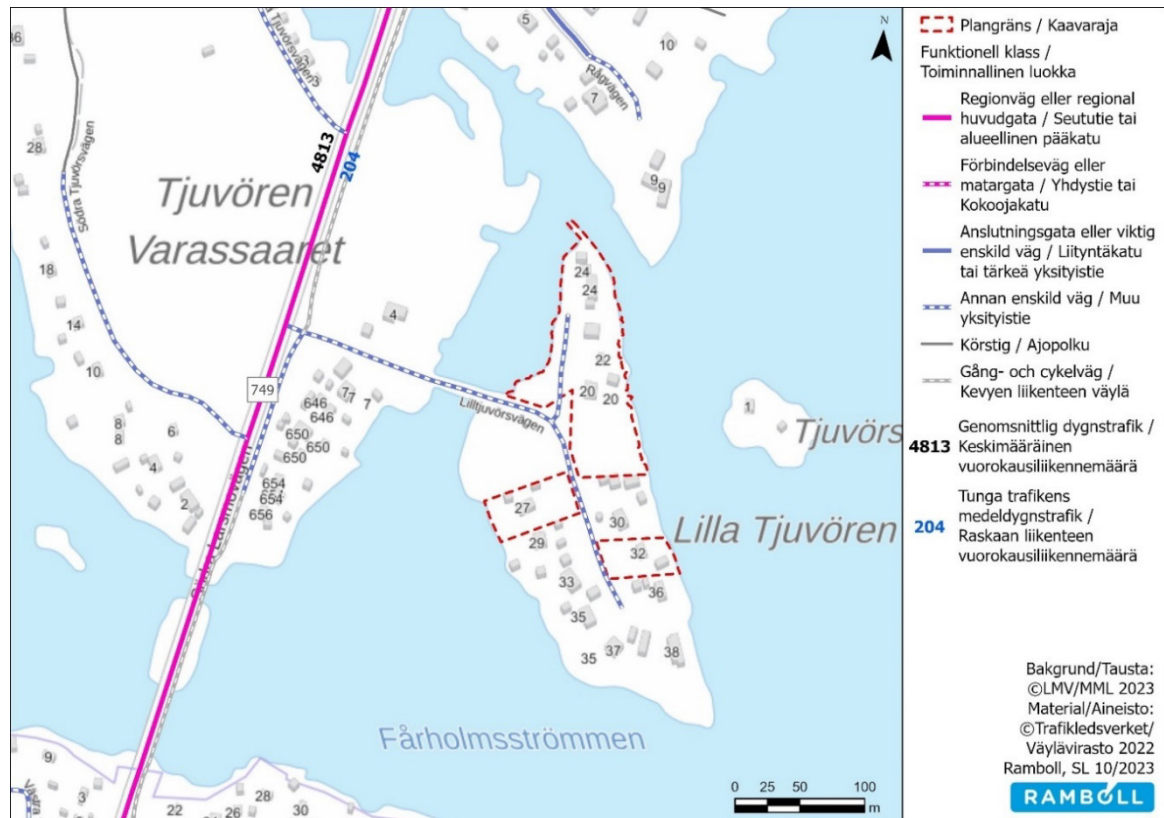 36
Tjuvörsvägen
5
10
N
Rågvägen
7
28
Södra Tjuvörsvägen
4813
204
Tjuvören
Varassaaret
9
9
18
24
24
4
14
10
22
749
7
7
7
20
20
1
Tjuvörs
646
646
Lilltjuvörsvägen
8
8
6
650
650
4
654
654
656
2
27
30
Lilla Tjuvören
29
32
Södra Larsmovägen
33
36
35
37
38
35
Fårholmsströmmen
9
3
Västra
22
28
26
30
0 25 50 100
m
Plangräns / Kaavaraja
Funktionell klass /
Toiminnallinen luokka
Regionväg eller regional
huvudgata / Seututie tai
alueellinen pääkatu
Förbindelseväg eller
matargata / Yhdystie tai
Kokoojakatu
Anslutningsgata eller viktig
enskild väg / Liityntäkatu
tai tärkeä yksityistie
Annan enskild väg / Muu
yksityistie
Körstig / Ajopolku
Gång- och cykelväg /
Kevyen liikenteen väylä
Genomsnittlig dygnstrafik /
4813 Keskimääräinen
vuorokausiliikennemäärä
Tunga trafikens
medeldygnstrafik /
204 Raskaan liikenteen
vuorokausiliikennemäärä
Bakgrund/Tausta:
©LMV/MML 2023
Material/Aineisto:
©Trafikledsverket/
Väylävirasto 2022
Ramboll, SL 10/2023
RAMBOLL